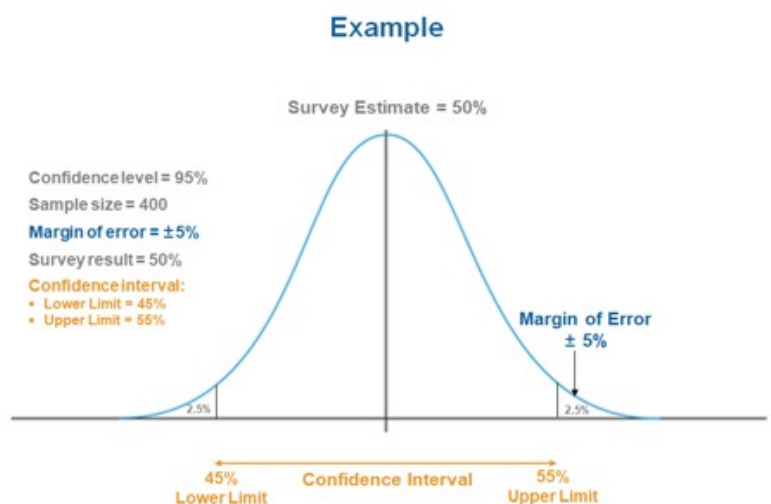 Example
Survey Estimate = 50%
Confidence level = 95%
Sample size = 400
Margin of error = ±5%
Survey result = 50%
Confidence interval:
▪ Lower Limit = 45%
▪ Upper Limit = 55%
Margin of Error
± 5%
2.5%
2.5%
45%
Lower Limit
Confidence Interval
55%
Upper Limit